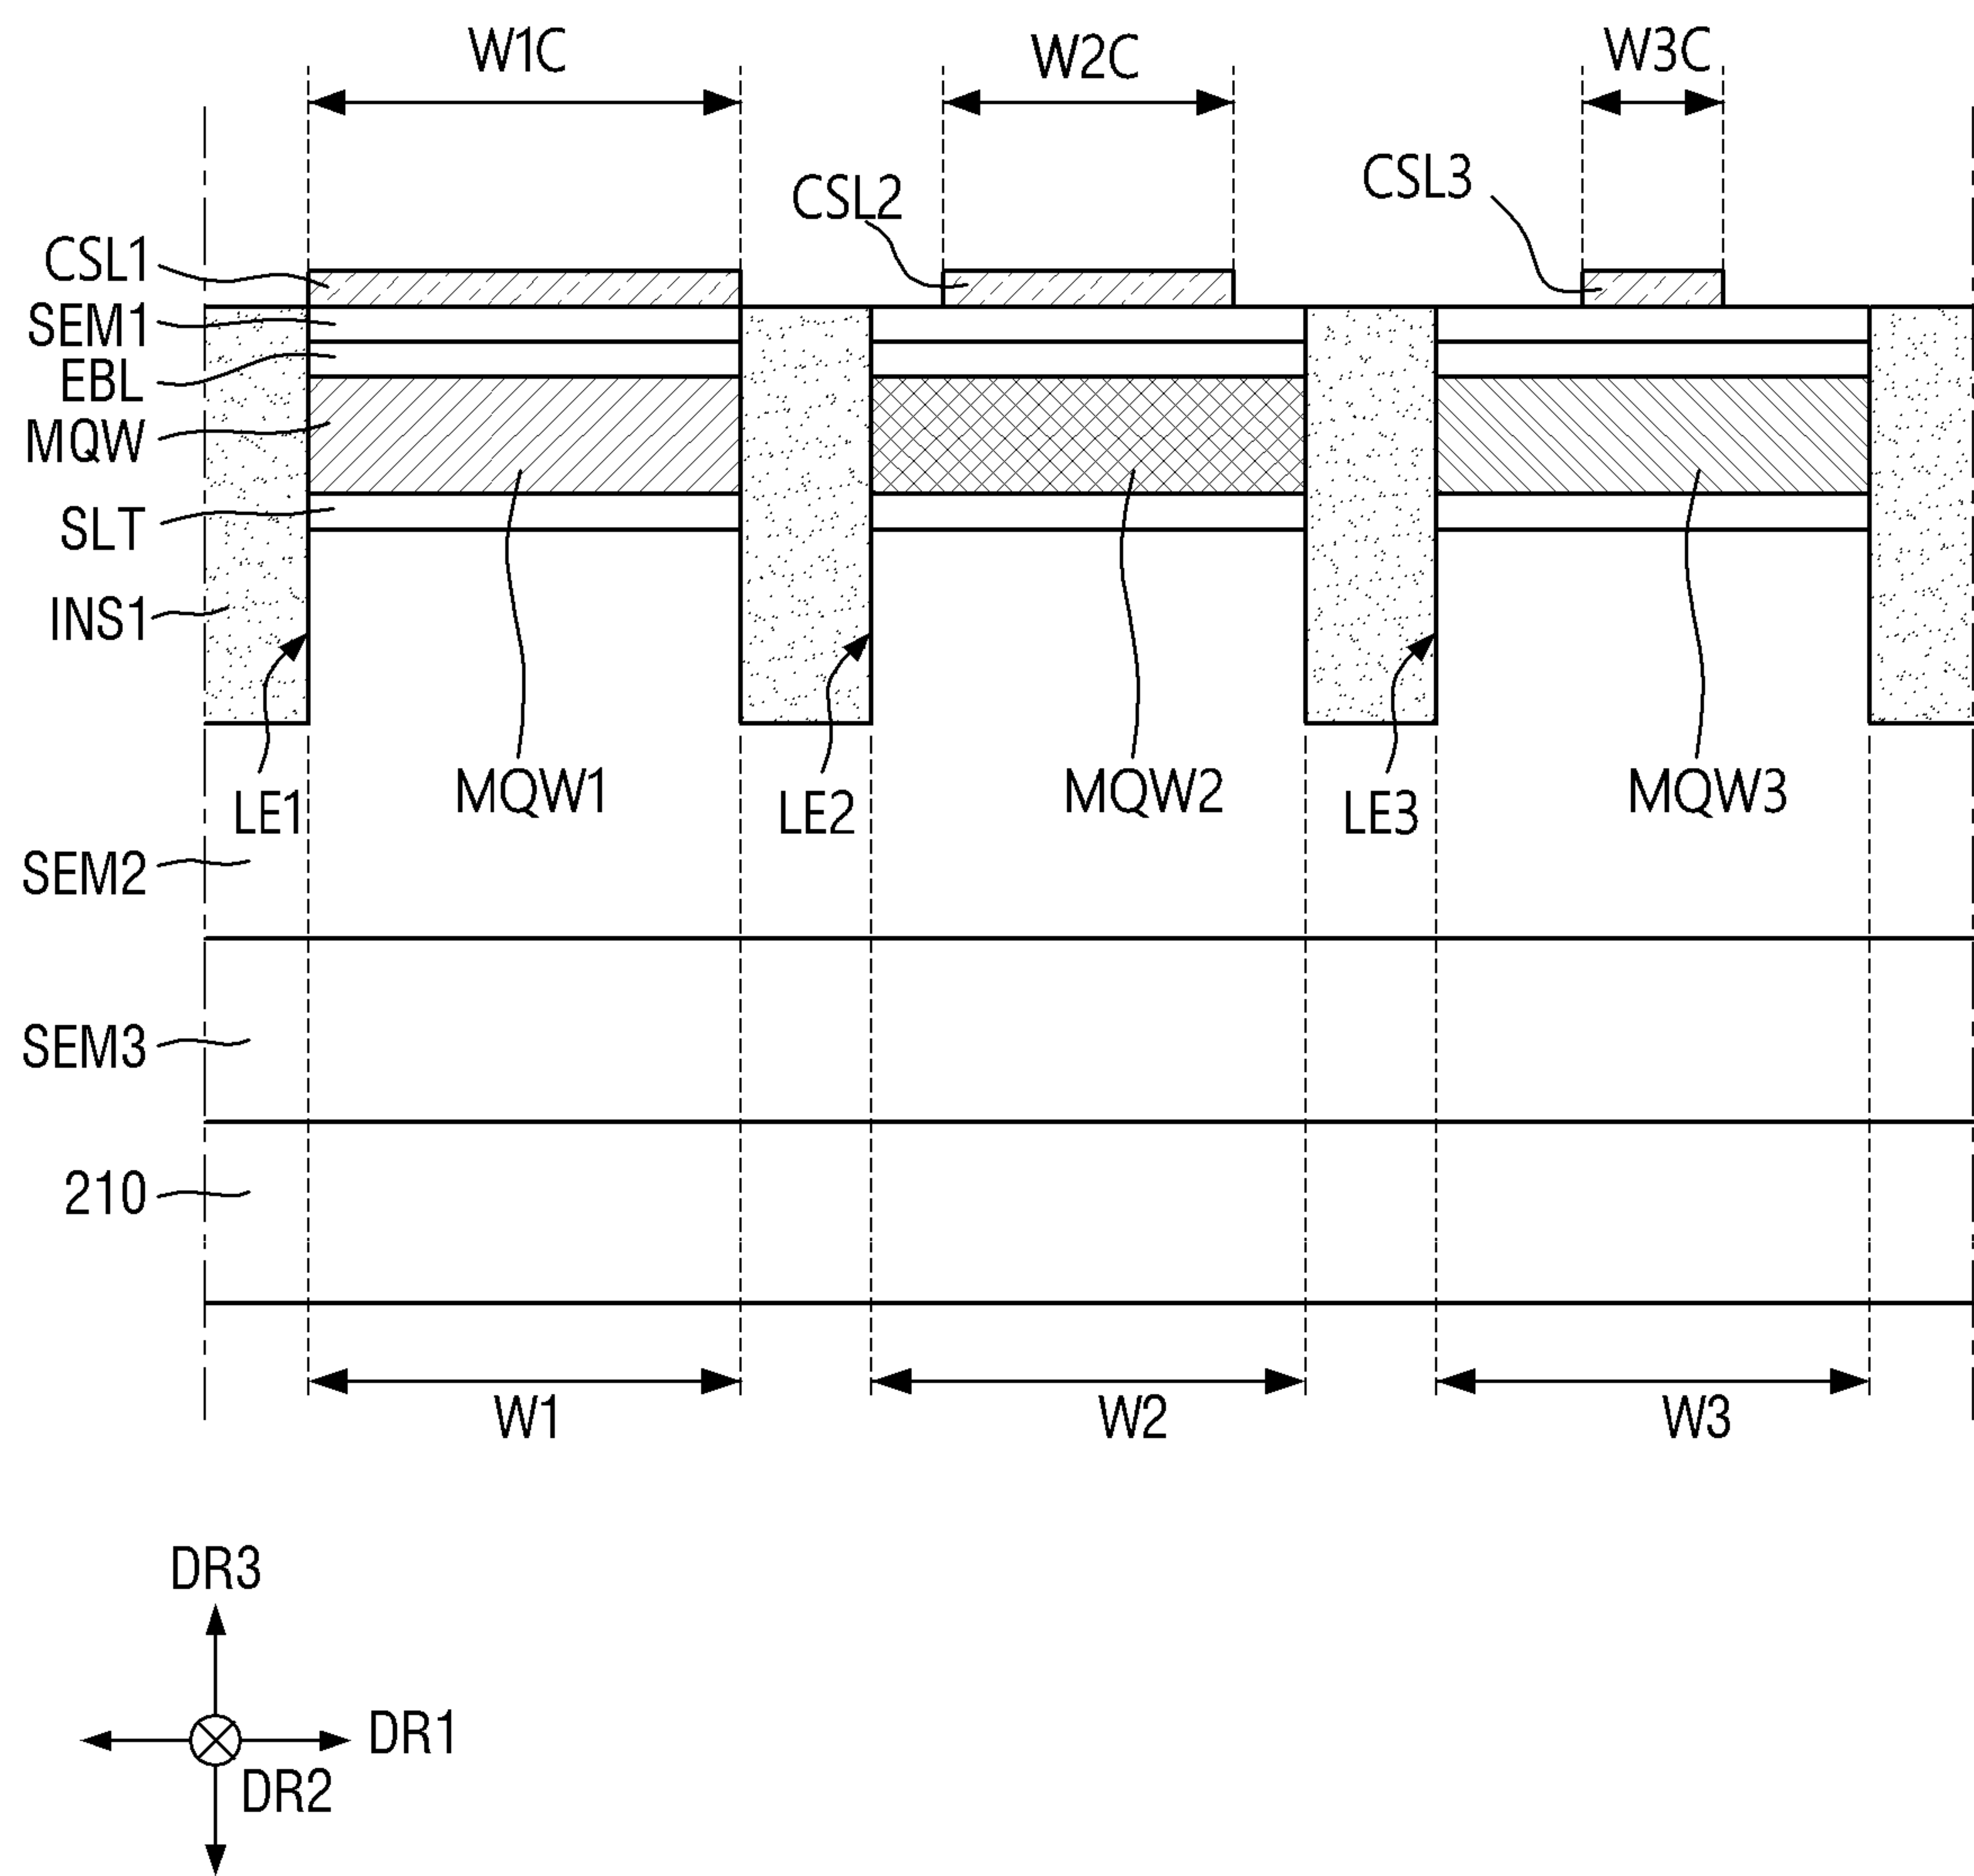 W1C
W2C
W3C
CSL3
CSL2
CSL1
SEM1
EBL
MQW
SLT
INS1
MQW1
MQW2
MQW3
LE1
LE2
LE3
SEM2
SEM3
210
W1
W2
W3
DR3
DR1
DR2